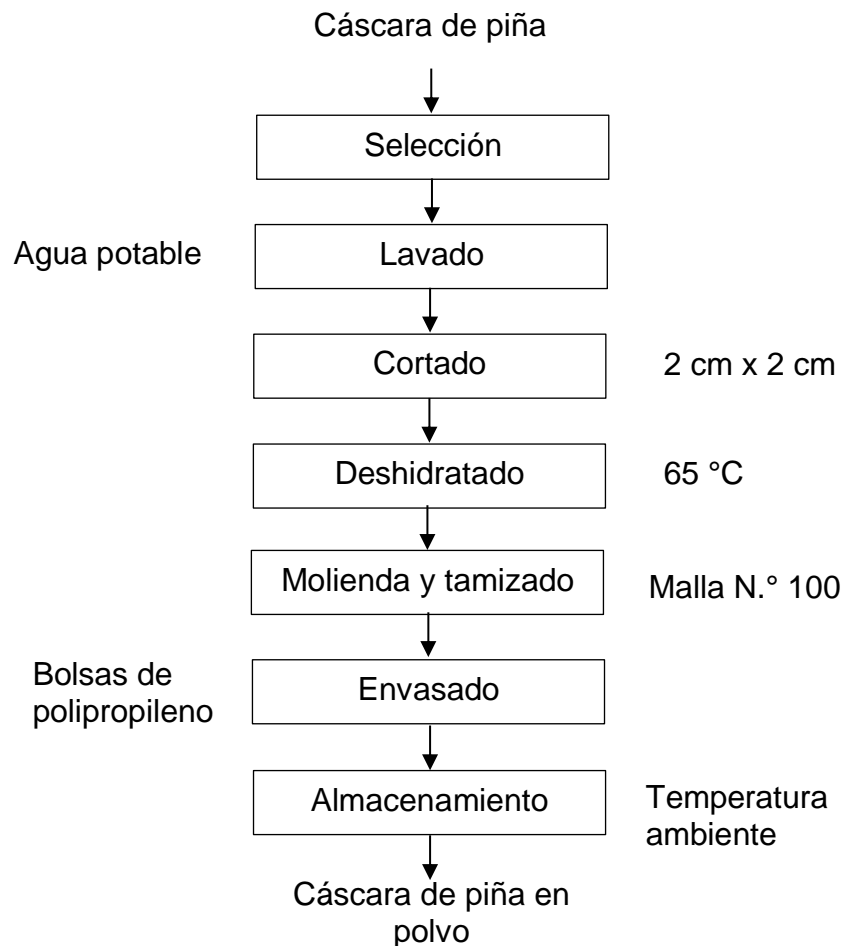 Cáscara de piña
Selección
Agua potable
Lavado
Cortado
2 cm x 2 cm
Deshidratado
65 °C
Molienda y tamizado
Malla N.° 100
Bolsas de
polipropileno
Envasado
Almacenamiento
Temperatura
ambiente
Cáscara de piña en
polvo